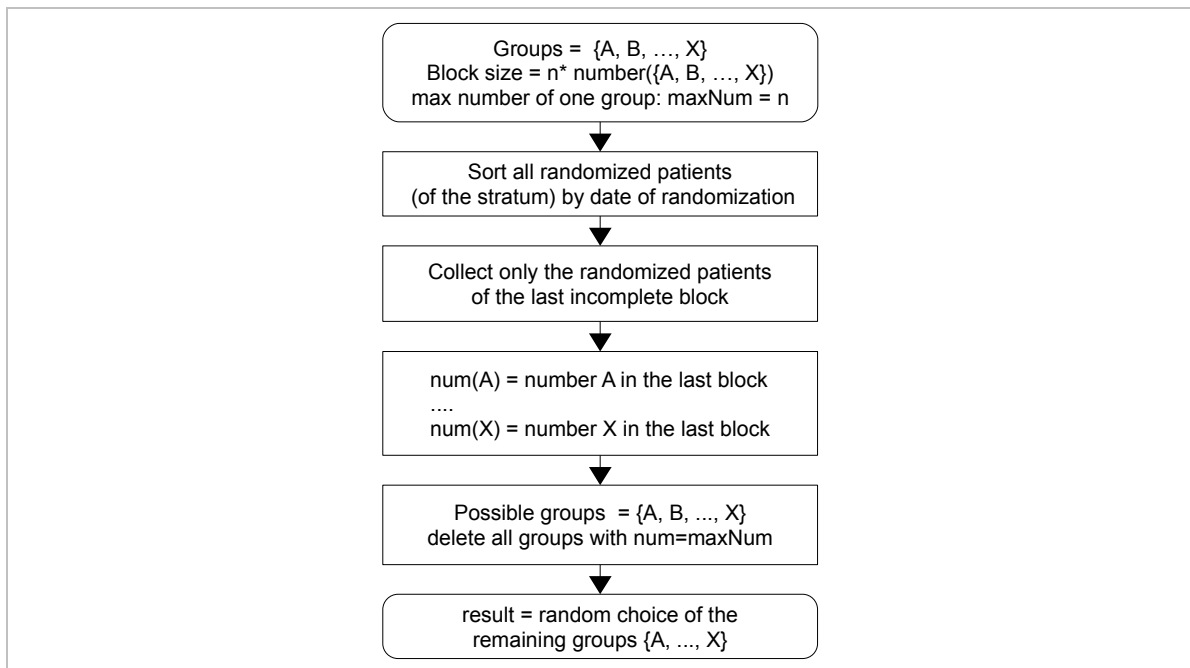 Groups = {A, B, …, X}
Block size = n* number({A, B, …, X})
max number of one group: maxNum = n
Sort all randomized patients
(of the stratum) by date of randomization
Collect only the randomized patients
of the last incomplete block
num(A) = number A in the last block
....
num(X) = number X in the last block
Possible groups = {A, B, ..., X}
delete all groups with num=maxNum
result = random choice of the
remaining groups {A, ..., X}